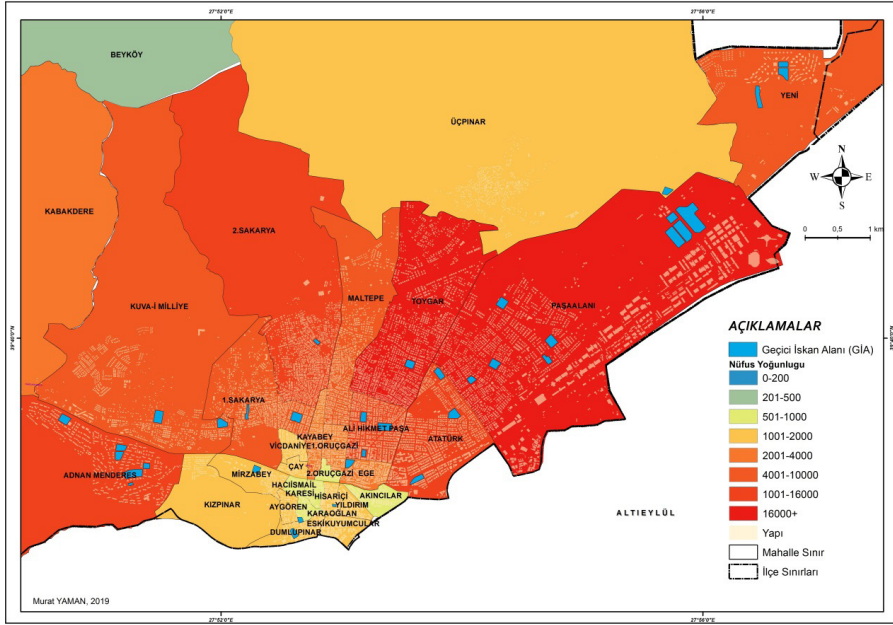 27°52'0"E
27°56'0"E
BEYKÖY
YENİ
ÜÇPINAR
N
W E
S
KABAKDERE
2.SAKARYA
0 0,5 1 km
MALTEPE
TOYGAR
PAŞAALANI
KUVA-İ MİLLİYE
AÇIKLAMALAR
Geçici İskan Alanı (GİA)
Nüfus Yoğunlugu
0-200
201-500
501-1000
1001-2000
2001-4000
4001-10000
1001-16000
16000+
Yapı
Mahalle Sınır
İlçe Sınırları
1.SAKARYA
ALİ HİKMET PAŞA
KAYABEY
ATATÜRK
VİCDANİYE 1.ORUÇGAZİ
ADNAN MENDERES
MİRZABEY
ÇAY
2.ORUÇGAZİ EGE
HACIİSMAİL
KARESİ
HİSARİÇİ
AKINCILAR
KIZPINAR
AYGÖREN
YILDIRIM
KARAOĞLAN
ALTIEYLÜL
ESKİKUYUMCULAR
DUMLUPINAR
Murat YAMAN, 2019
27°52'0"E
27°56'0"E